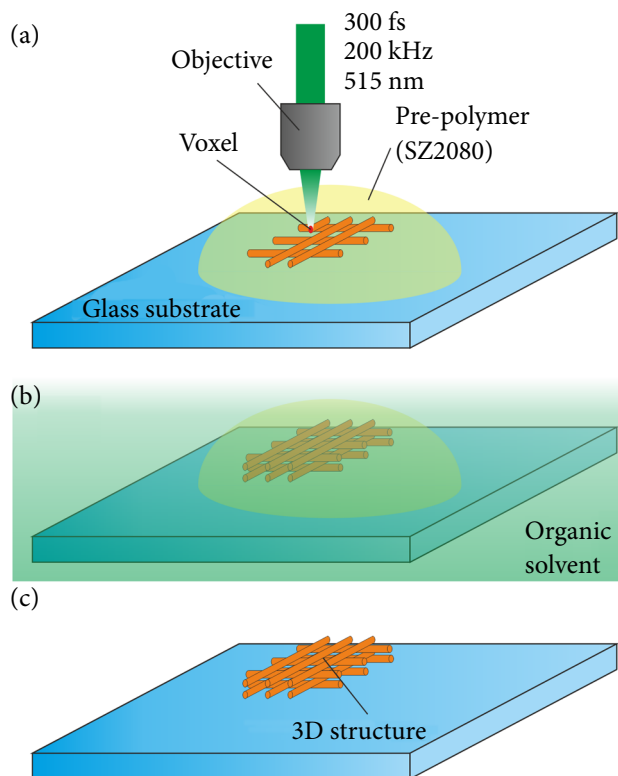 (a)
300 fs
200 kHz
515 nm
Objective
Pre-polymer
(SZ2080)
Voxel
Glass substrate
(b)
Organic
solvent
(c)
3D structure